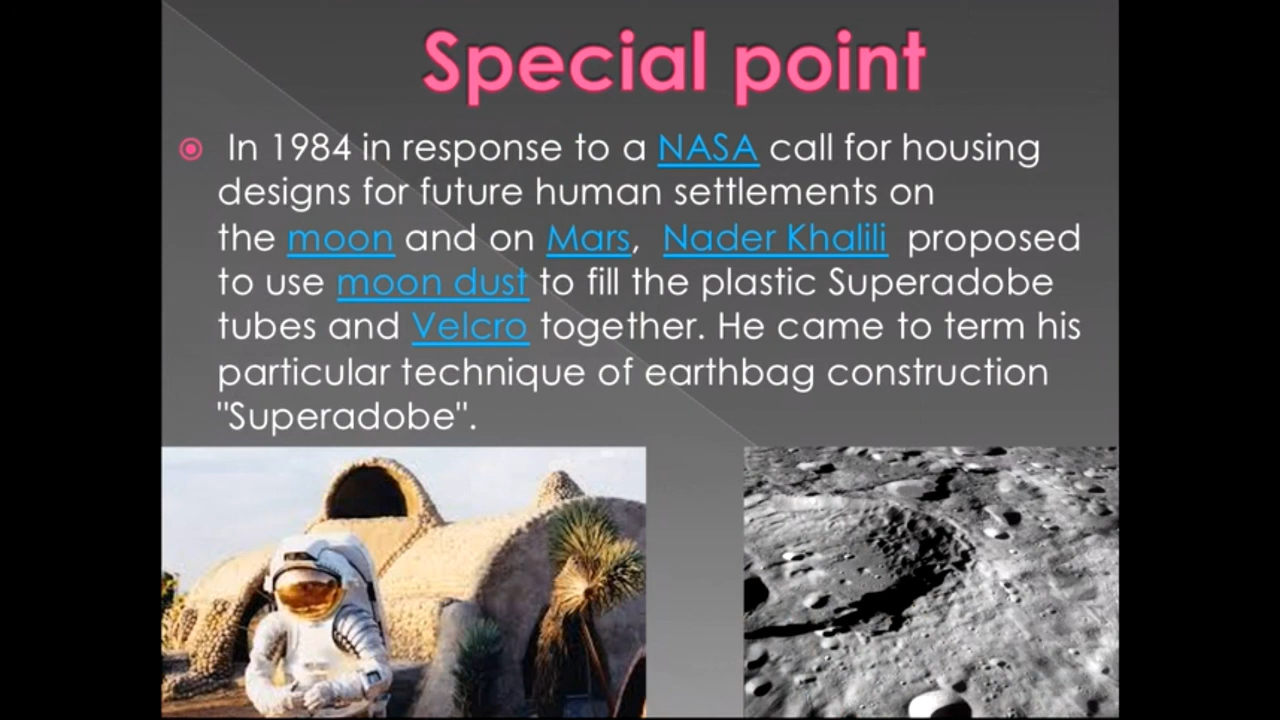 Special point
In 1984 in response to a NASA call for housing
designs for future human settlements on
the moon and on Mars, Nader Khalili proposed
to use moon dust to fill the plastic Superadobe
tubes and Velcro together. He came to term his
particular technique of earthbag construction
"Superadobe".